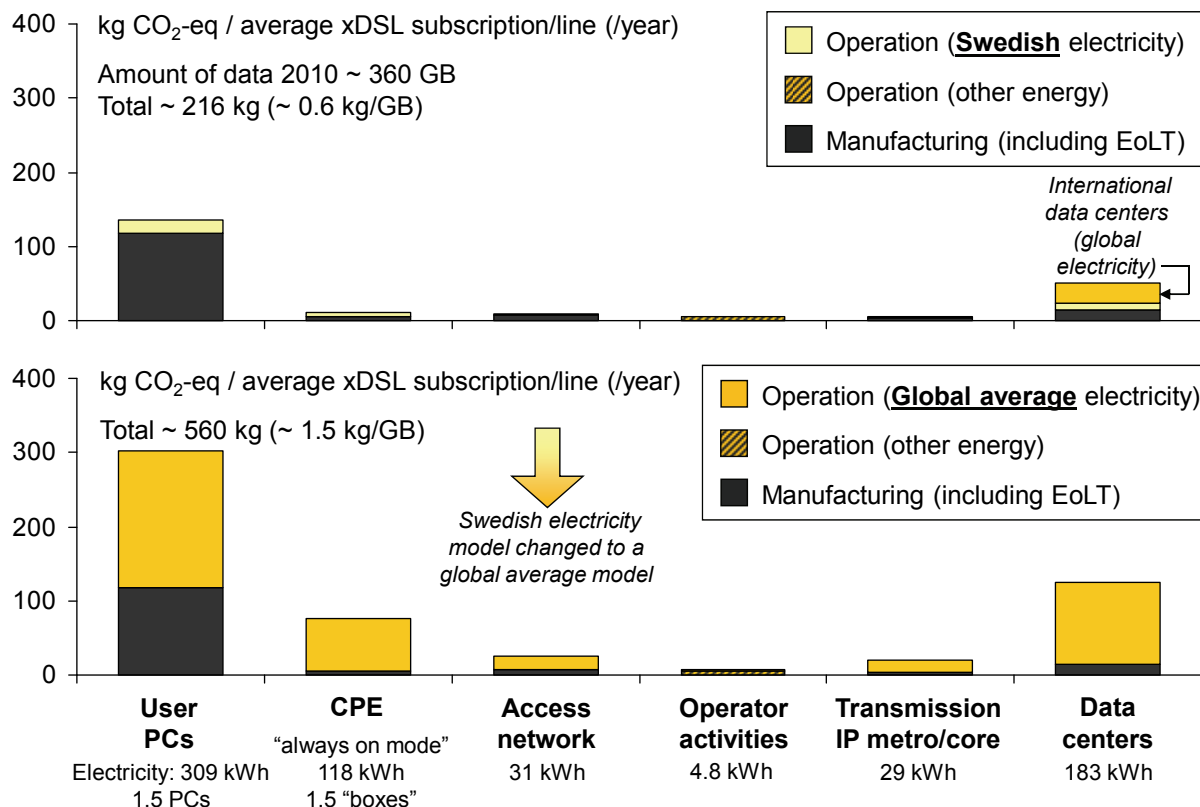 400
300
200
100
0
kg CO₂-eq / average xDSL subscription/line (/year)
Amount of data 2010 ~ 360 GB
Total ~ 216 kg (~ 0.6 kg/GB)
Operation (Swedish electricity)
Operation (other energy)
Manufacturing (including EoLT)
International
data centers
(global
electricity)
400
300
200
100
0
kg CO₂-eq / average xDSL subscription/line (/year)
Total ~ 560 kg (~ 1.5 kg/GB)
Swedish electricity
model changed to a
global average model
Operation (Global average electricity)
Operation (other energy)
Manufacturing (including EoLT)
User
PCs
Electricity: 309 kWh
1.5 PCs
CPE
“always on mode”
118 kWh
1.5 “boxes”
Access
network
31 kWh
Operator
activities
4.8 kWh
Transmission
IP metro/core
29 kWh
Data
centers
183 kWh